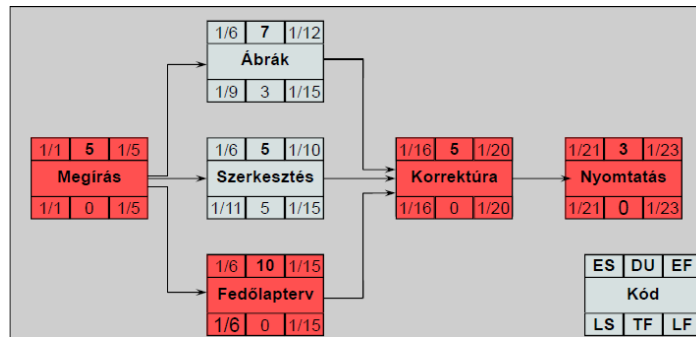 1/6 7 1/12
Ábrák
1/9 3 1/15
1/1 5 1/5
Megírás
1/1 0 1/5
1/6 5 1/10
Szerkesztés
1/11 5 1/15
1/16 5 1/20
Korrektúra
1/16 0 1/20
1/21 3 1/23
Nyomtatás
1/21 0 1/23
1/6 10 1/15
Fedőlapterv
1/6 0 1/15
ES DU EF
Kód
LS TF LF